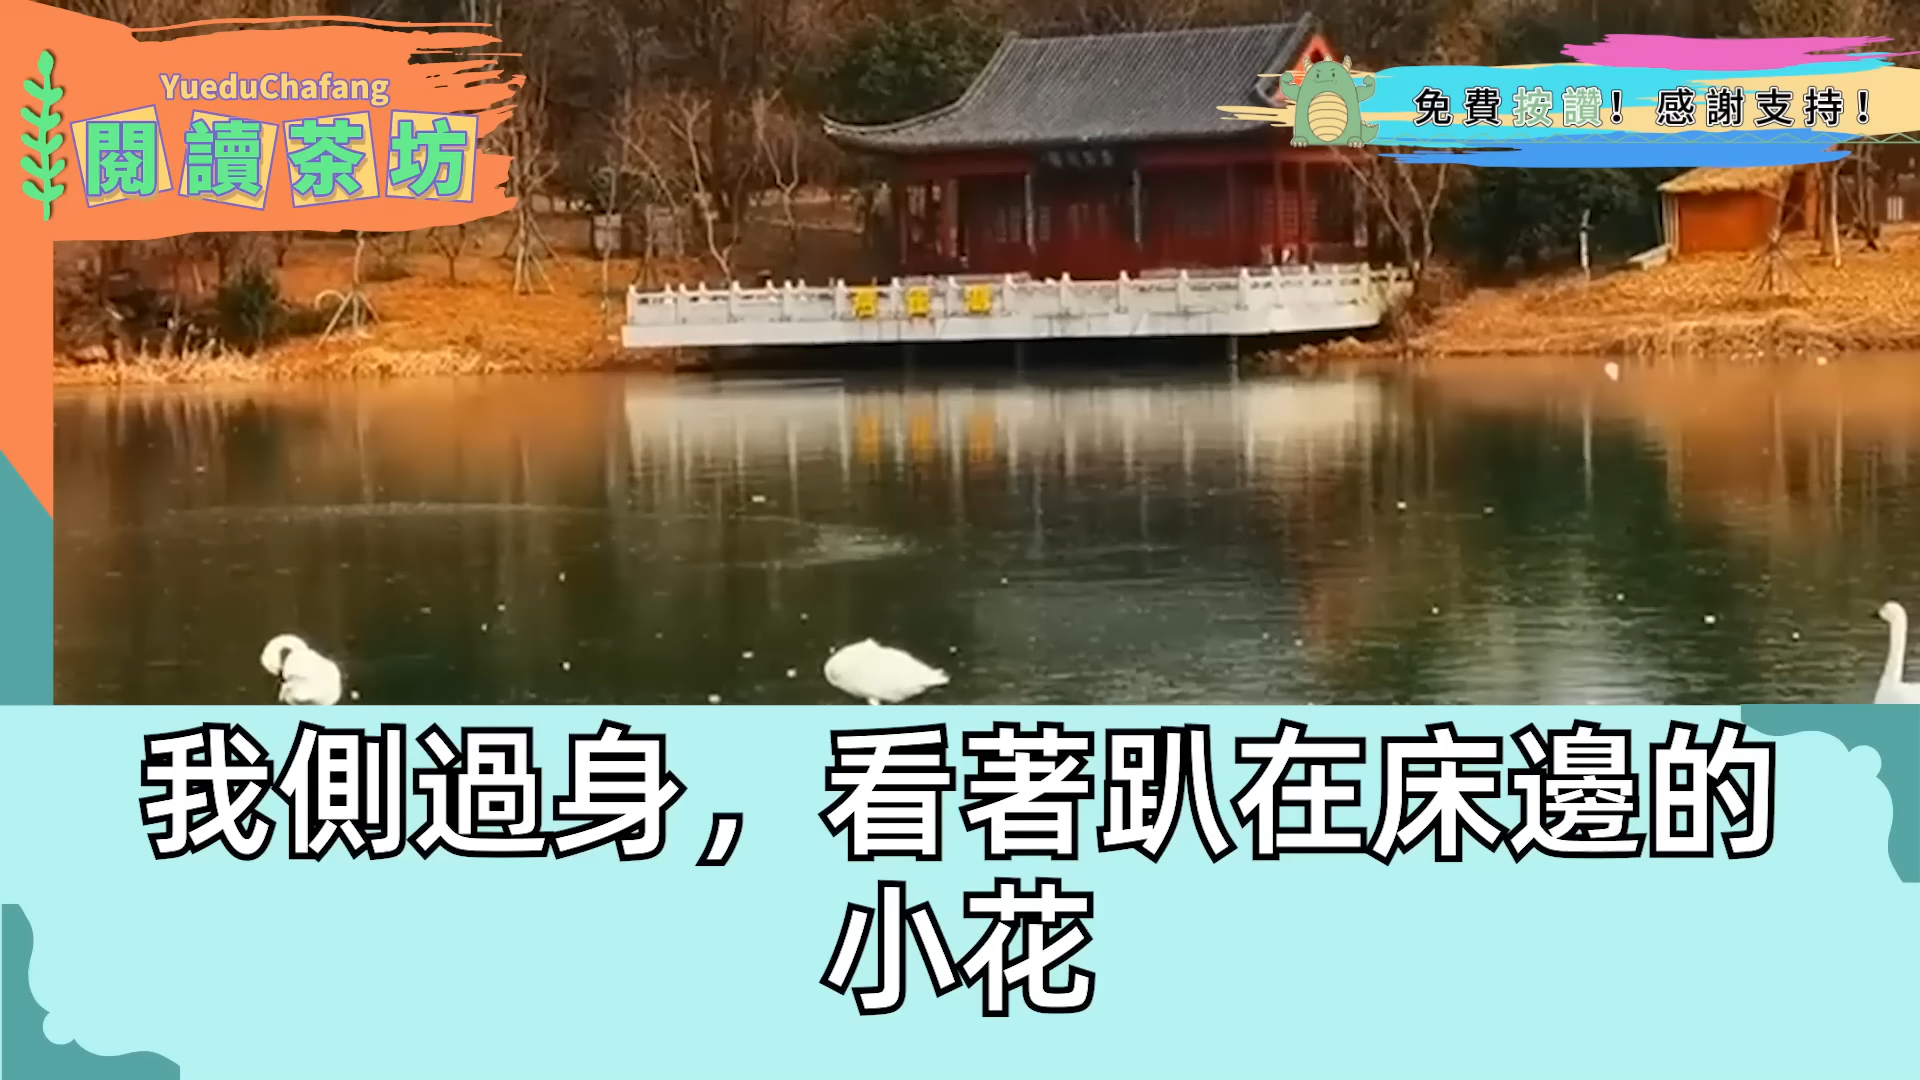 YueduChafang
閱讀茶坊
免費按讚！感謝支持！
我側過身，看著趴在床邊的
小花